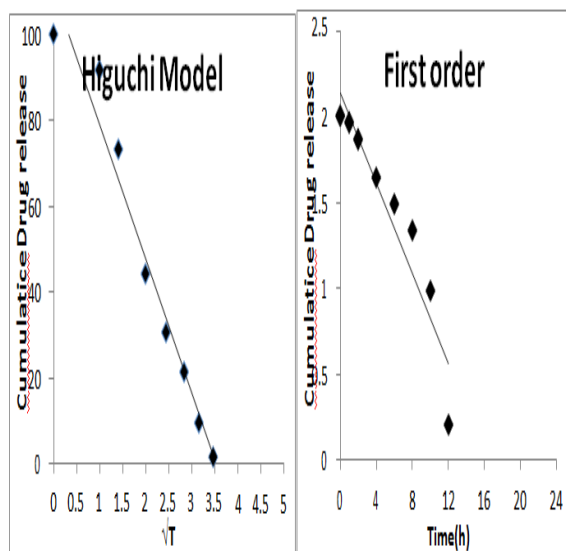 Higuchi Model
Cumulatice Drug release
100
80
60
40
20
0
0 0.5 1 1.5 2 2.5 3 3.5 4 4.5 5
√T
First order
Cumulatice Drug release
2.5
2
1.5
1
0.5
0
0 4 8 12 16 20 24
Time(h)